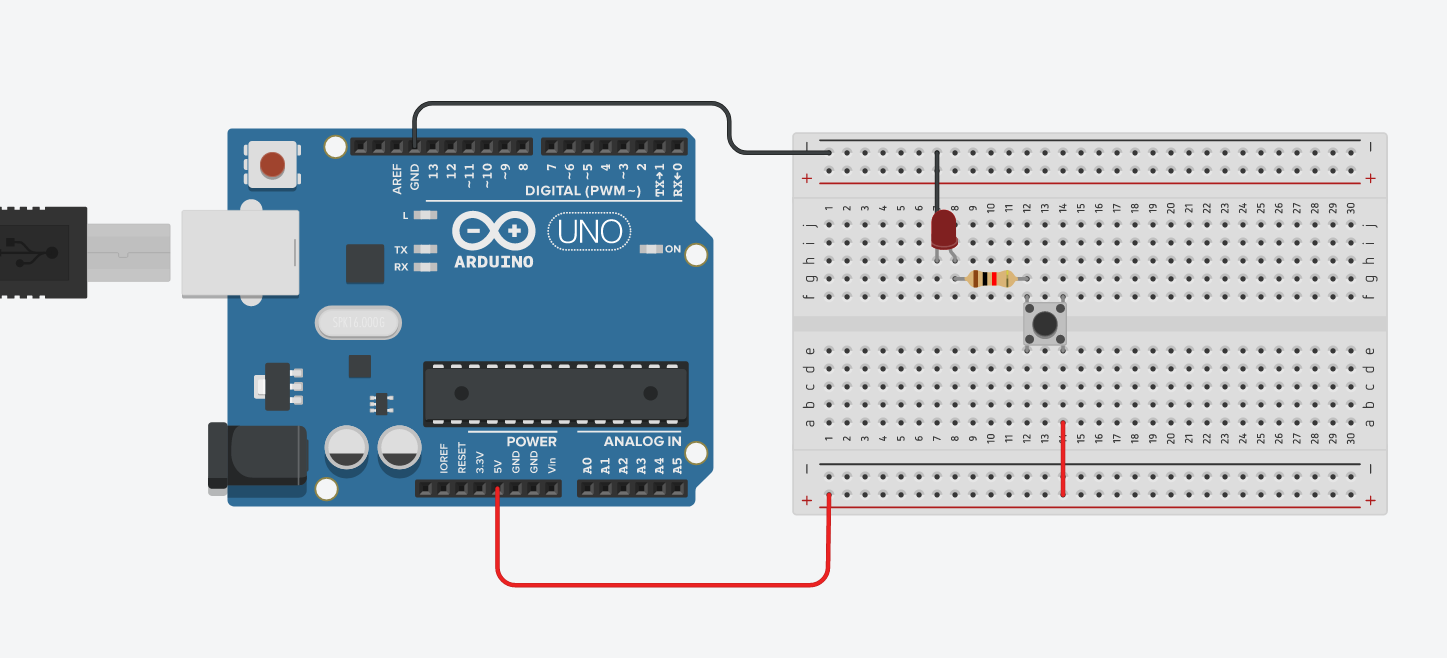 AREF
GND
13
12
~11
~10
~9
8
7
~6
~5
4
~3
2
TX→1
RX←0
DIGITAL (PWM~)
L
TX
RX
UNO
ARDUINO
ON
POWER
ANALOG IN
IOREF
RESET
3.3V
5V
GND
GND
Vin
A0
A1
A2
A3
A4
A5
− −
+ +
1 2 3 4 5 6 7 8 9 10 11 12 13 14 15 16 17 18 19 20 21 22 23 24 25 26 27 28 29 30
j j
i i
h h
g g
f f
e e
d d
c c
b b
a a
1 2 3 4 5 6 7 8 9 10 11 12 13 14 15 16 17 18 19 20 21 22 23 24 25 26 27 28 29 30
− −
+ +